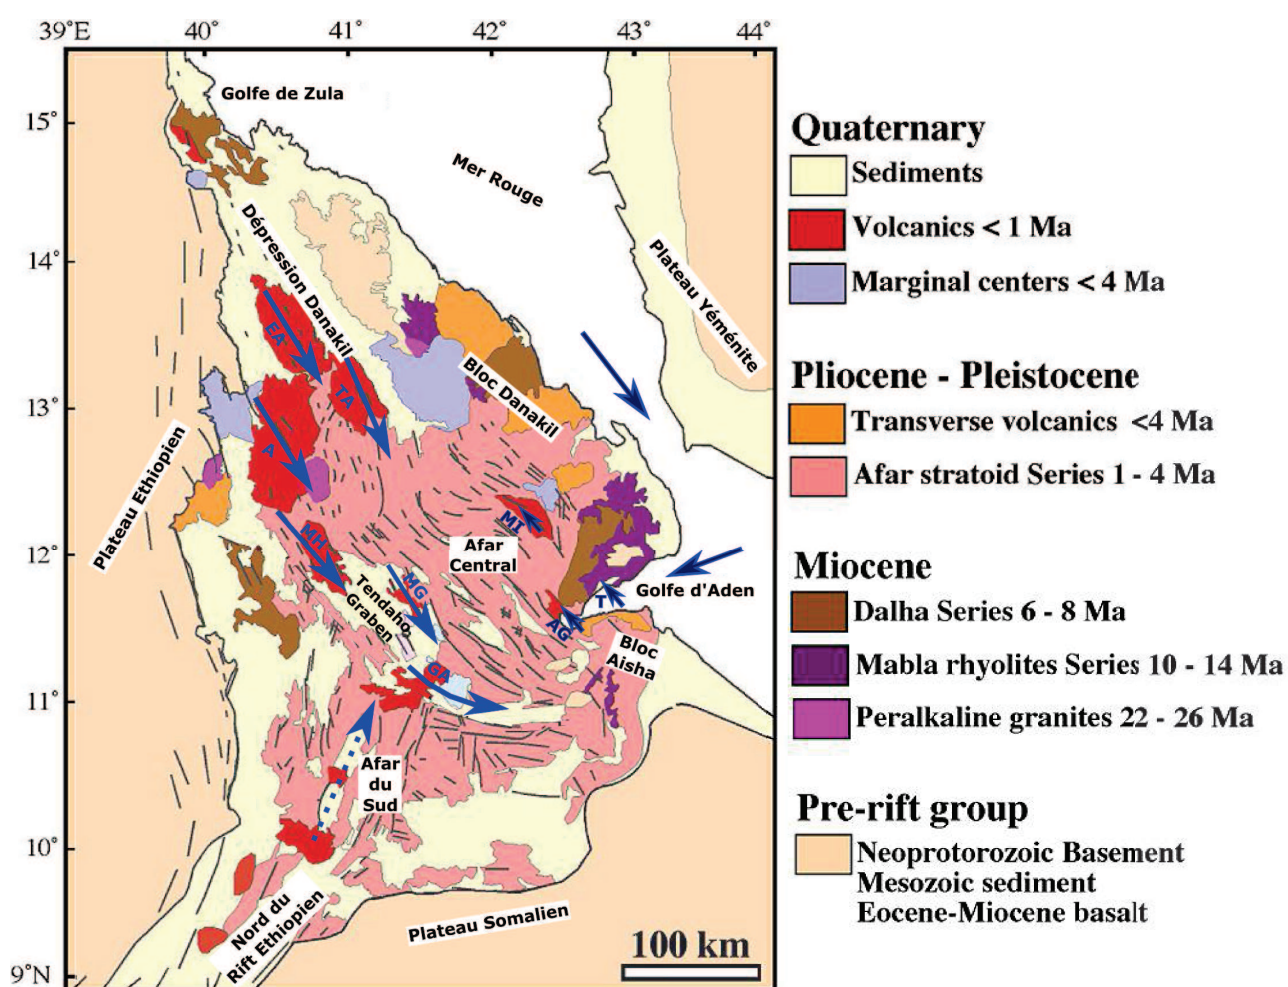 39°E
40°
41°
42°
43°
44°
15°
14°
13°
12°
11°
10°
9°N
Golfe de Zula
Mer Rouge
Dépression Danakil
Plateau Yéménite
EA
TA
Bloc Danakil
A
Plateau Ethiopien
MI
MH
Afar
Central
MG
Tendaho
Graben
Golfe d'Aden
T
AG
Bloc
Aisha
GA
Afar
du
Sud
Nord du
Rift Ethiopien
Plateau Somalien
100 km
Quaternary
Sediments
Volcanics < 1 Ma
Marginal centers < 4 Ma
Pliocene - Pleistocene
Transverse volcanics <4 Ma
Afar stratoid Series 1 - 4 Ma
Miocene
Dalha Series 6 - 8 Ma
Mabla rhyolites Series 10 - 14 Ma
Peralkaline granites 22 - 26 Ma
Pre-rift group
Neoprotorozoic Basement
Mesozoic sediment
Eocene-Miocene basalt